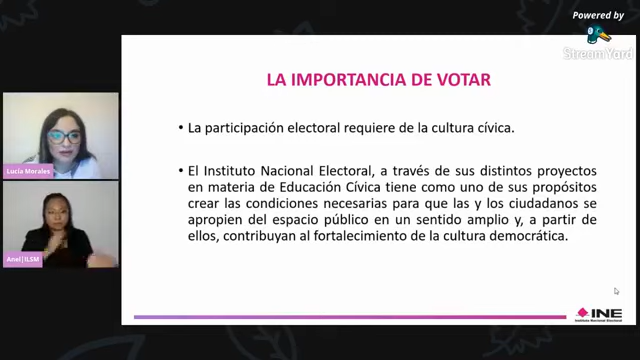 Powered by
StreamYard
LA IMPORTANCIA DE VOTAR
• La participación electoral requiere de la cultura cívica.
• El Instituto Nacional Electoral, a través de sus distintos proyectos
en materia de Educación Cívica tiene como uno de sus propósitos
crear las condiciones necesarias para que las y los ciudadanos se
apropien del espacio público en un sentido amplio y, a partir de
ellos, contribuyan al fortalecimiento de la cultura democrática.
Lucía Morales
Anel|ILSM
INE
Instituto Nacional Electoral